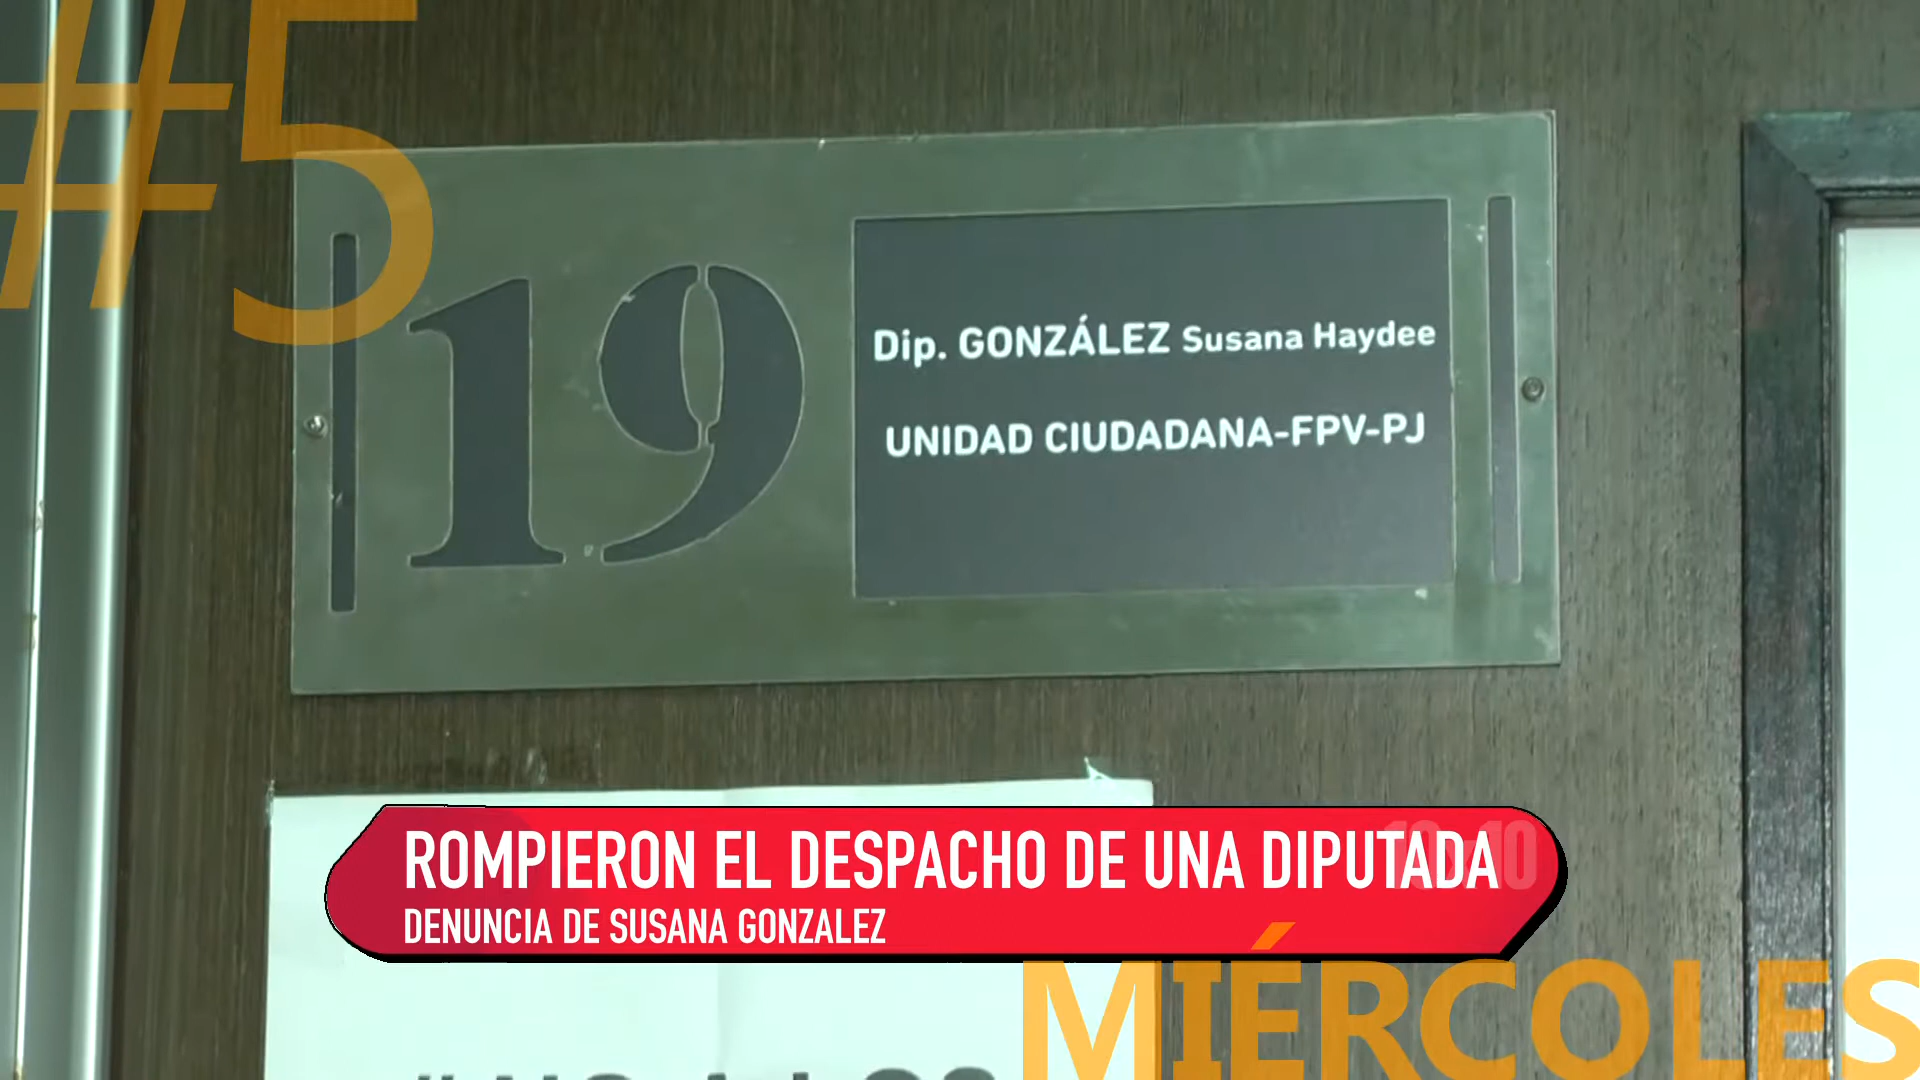 #5
19
Dip. GONZÁLEZ Susana Haydee
UNIDAD CIUDADANA-FPV-PJ
ROMPIERON EL DESPACHO DE UNA DIPUTADA
DENUNCIA DE SUSANA GONZALEZ
MIÉRCOLES